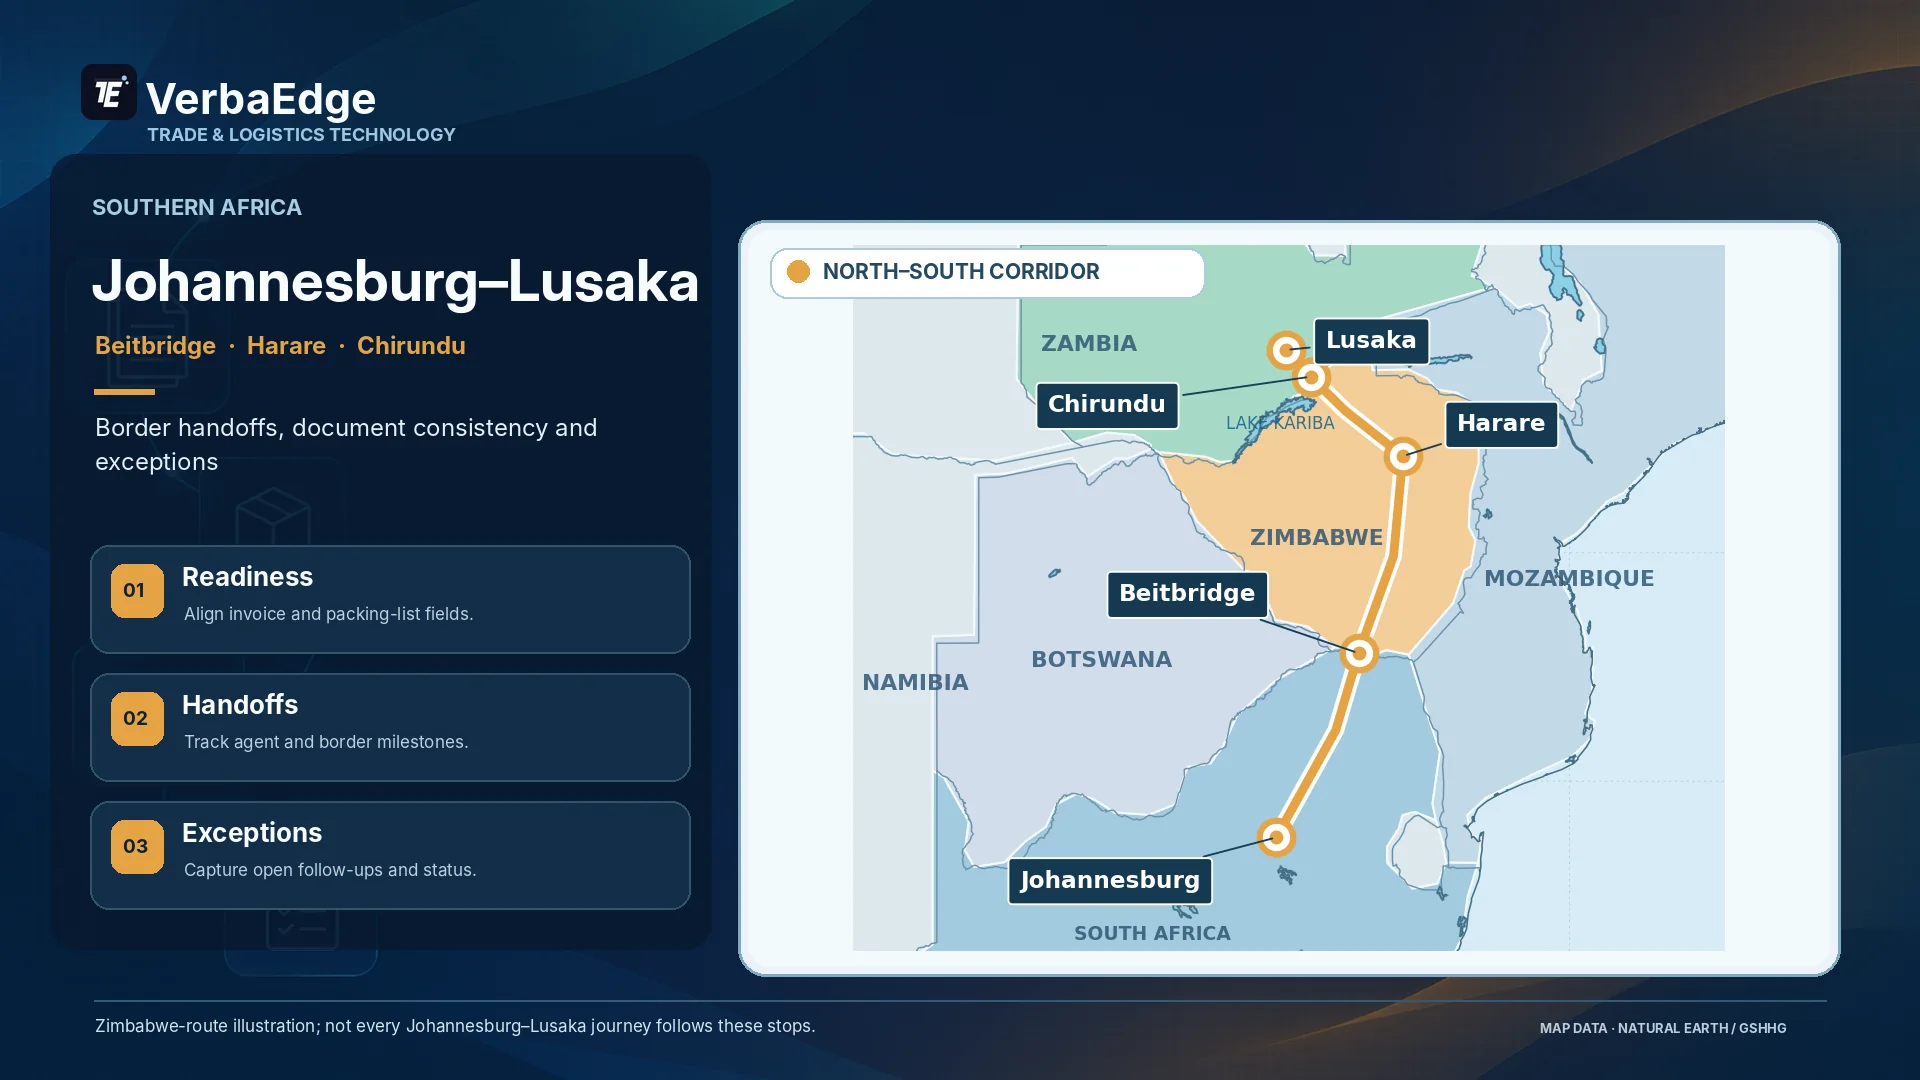 VerbaEdge
TRADE & LOGISTICS TECHNOLOGY
SOUTHERN AFRICA
Johannesburg–Lusaka
Beitbridge · Harare · Chirundu
Border handoffs, document consistency and
exceptions
01
Readiness
Align invoice and packing-list fields.
02
Handoffs
Track agent and border milestones.
03
Exceptions
Capture open follow-ups and status.
NORTH–SOUTH CORRIDOR
ZAMBIA
Lusaka
Chirundu
LAKE KARIBA
Harare
ZIMBABWE
MOZAMBIQUE
Beitbridge
BOTSWANA
NAMIBIA
Johannesburg
SOUTH AFRICA
Zimbabwe-route illustration; not every Johannesburg–Lusaka journey follows these stops.
MAP DATA · NATURAL EARTH / GSHHG